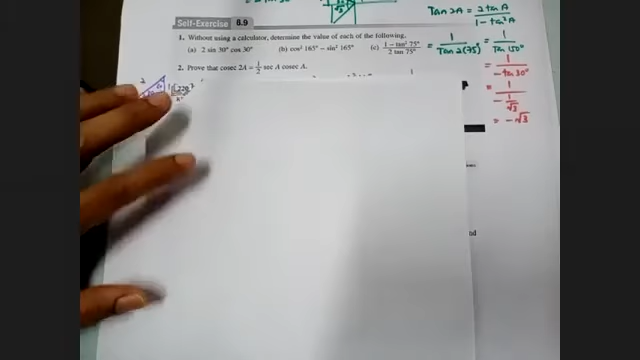 Tan 2A = 2 tan A / 1 - tan² A
Self-Exercise 6.9
1. Without using a calculator, determine the value of each of the following.
(a) 2 sin 30° cos 30° (b) cos² 165° − sin² 165° (c) 1 − tan² 75° / 2 tan 75°
= 1 / Tan 2(75) = 1 / Tan 150°
= 1 / - tan 30°
= 1 / - 1/√3
= - √3
2. Prove that cosec 2A = 1/2 sec A cosec A.
2